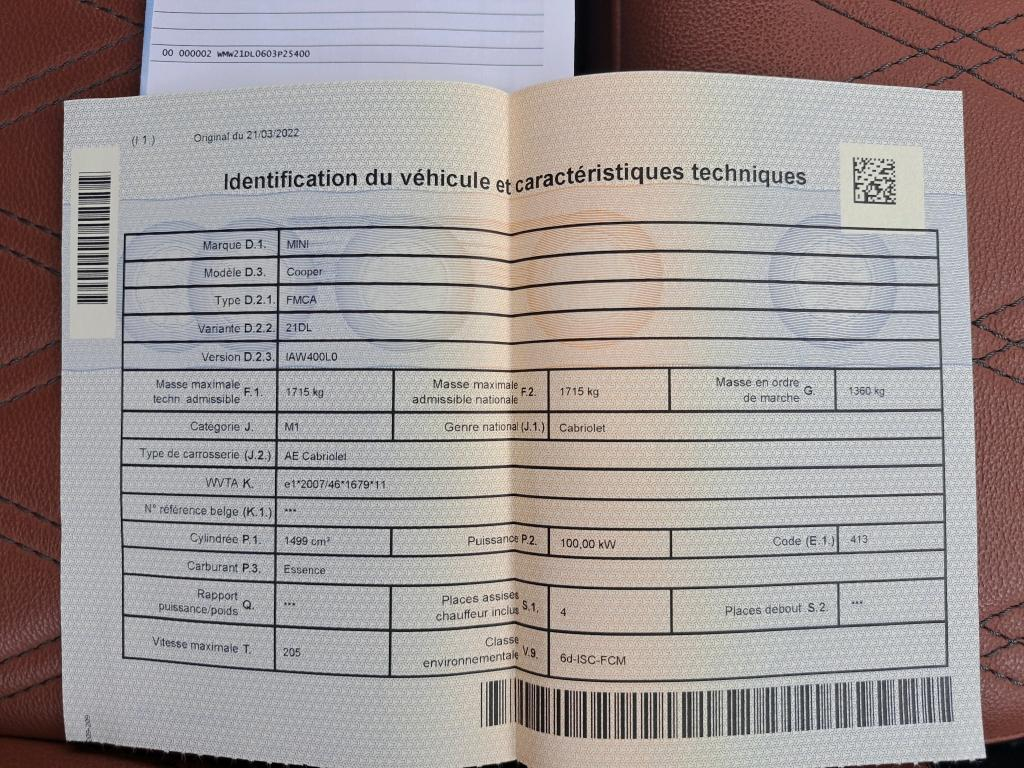 00 000002 WMW21DL0603P25400
(I 1.) Original du 21/03/2022
Identification du véhicule et caractéristiques techniques
Marque D.1. MINI
Modèle D.3. Cooper
Type D.2.1. FMCA
Variante D.2.2. 21DL
Version D.2.3. IAW400L0
Masse maximale techn. admissible F.1. 1715 kg Masse maximale admissible nationale F.2. 1715 kg Masse en ordre de marche G. 1360 kg
Catégorie J. M1 Genre national (J.1.) Cabriolet
Type de carrosserie (J.2.) AE Cabriolet
WVTA K. e1*2007/46*1679*11
N° référence belge (K.1.) ***
Cylindrée P.1. 1499 cm³ Puissance P.2. 100,00 kW Code (E.1.) 413
Carburant P.3. Essence
Rapport puissance/poids Q. *** Places assises chauffeur inclus S.1. 4 Places debout S.2. ***
Vitesse maximale T. 205 Classe environnementale V.9. 6d-ISC-FCM